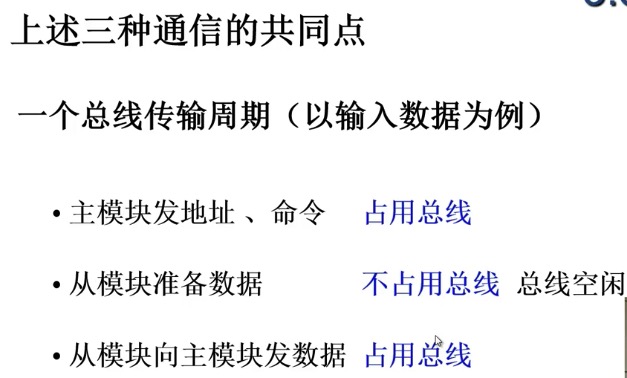 上述三种通信的共同点
一个总线传输周期（以输入数据为例）
• 主模块发地址 、命令 占用总线
• 从模块准备数据 不占用总线 总线空闲
• 从模块向主模块发数据 占用总线